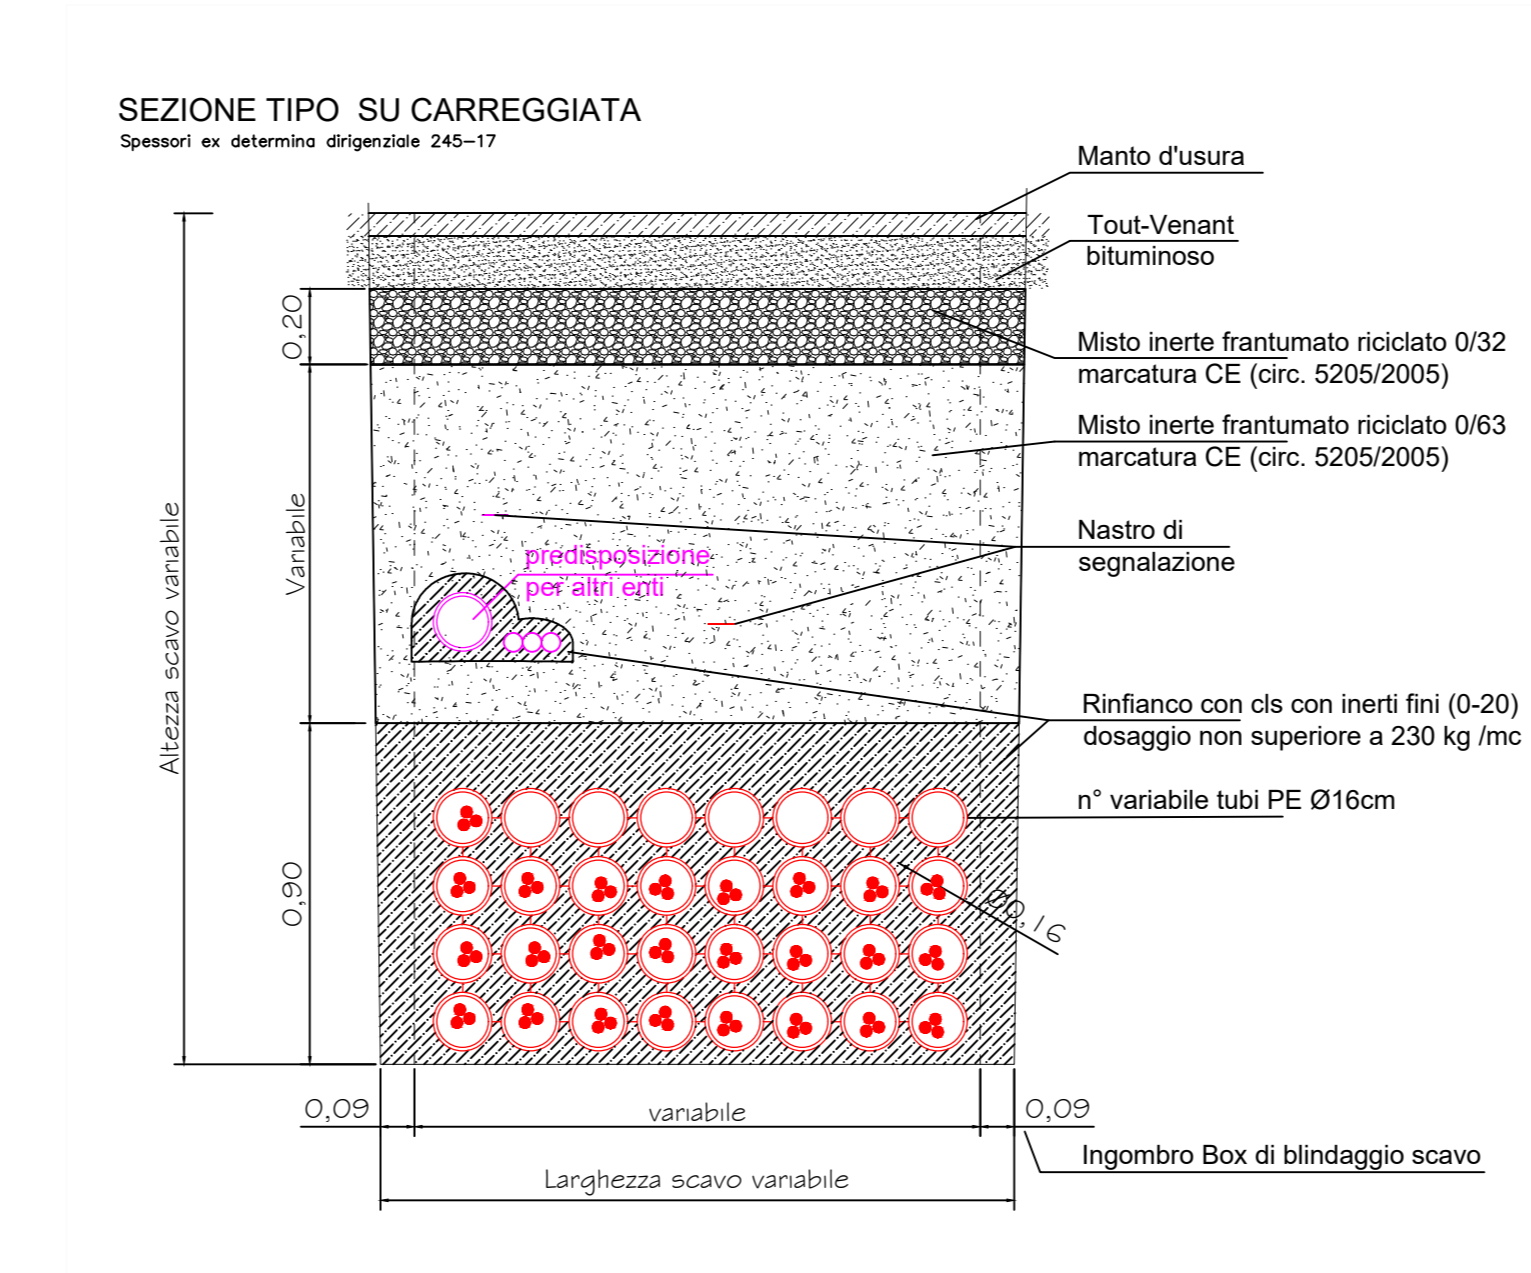 SEZIONE TIPO SU CARREGGIATA
Spessori ex determina dirigenziale 245-17
Manto d'usura
Tout-Venant
bituminoso
0,20
Misto inerte frantumato riciclato 0/32
marcatura CE (circ. 5205/2005)
Misto inerte frantumato riciclato 0/63
marcatura CE (circ. 5205/2005)
Altezza scavo variabile
Variabile
Nastro di
segnalazione
predisposizione
per altri enti
Rinfianco con cls con inerti fini (0-20)
dosaggio non superiore a 230 kg /mc
n° variabile tubi PE Ø16cm
0,90
Ø0,16
0,09
variabile
0,09
Ingombro Box di blindaggio scavo
Larghezza scavo variabile